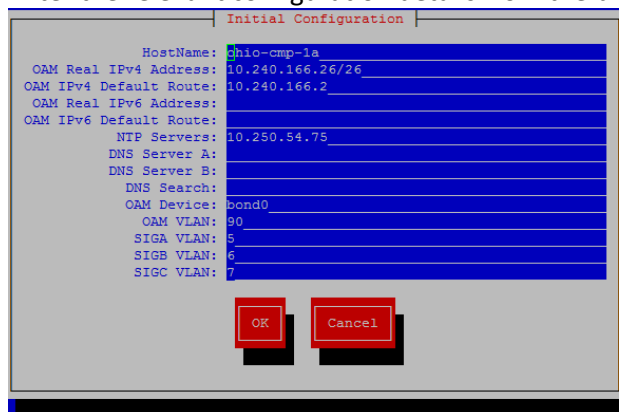 Initial Configuration
HostName: ohio-cmp-1a
OAM Real IPv4 Address: 10.240.166.26/26
OAM IPv4 Default Route: 10.240.166.2
OAM Real IPv6 Address:
OAM IPv6 Default Route:
NTP Servers: 10.250.54.75
DNS Server A:
DNS Server B:
DNS Search:
OAM Device: bond0
OAM VLAN: 90
SIGA VLAN: 5
SIGB VLAN: 6
SIGC VLAN: 7
OK Cancel